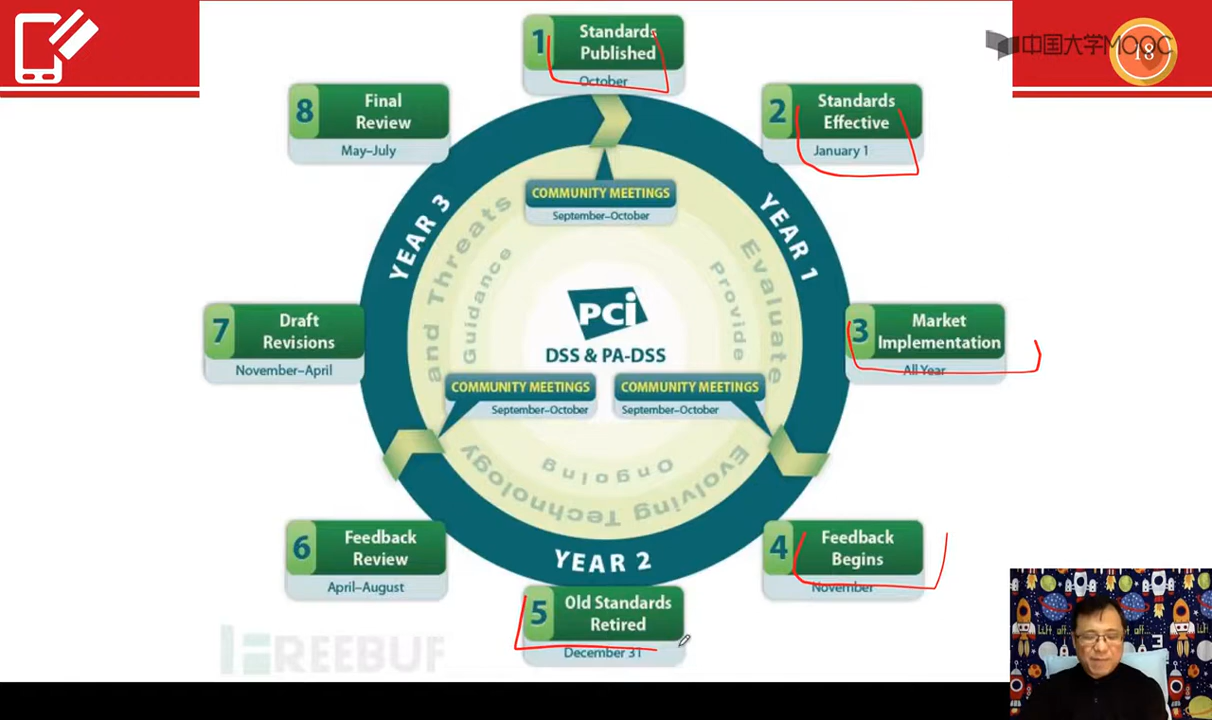 中国大学MOOC
18
1
Standards
Published
October
2
Standards
Effective
January 1
3
Market
Implementation
All Year
4
Feedback
Begins
November
5
Old Standards
Retired
December 31
6
Feedback
Review
April–August
7
Draft
Revisions
November–April
8
Final
Review
May–July
YEAR 1
YEAR 2
YEAR 3
COMMUNITY MEETINGS
September–October
COMMUNITY MEETINGS
September–October
COMMUNITY MEETINGS
September–October
Evaluate
Evolving Technology
and Threats
Provide
Ongoing
Guidance
PCi
DSS & PA-DSS
FREEBUF